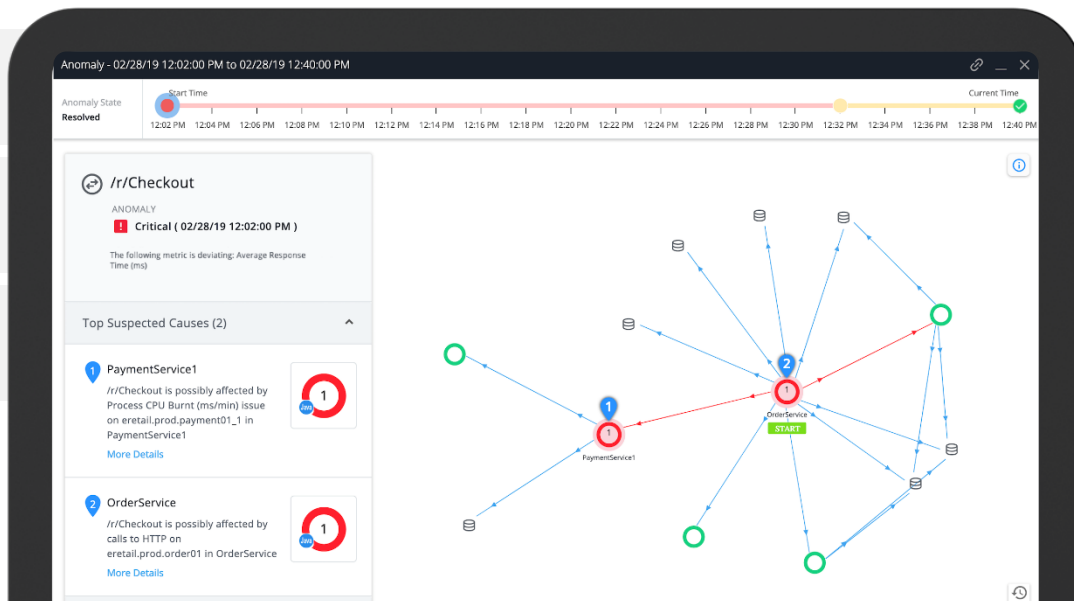 Anomaly - 02/28/19 12:02:00 PM to 02/28/19 12:40:00 PM
Anomaly State
Resolved
Start Time
Current Time
12:02 PM 12:04 PM 12:06 PM 12:08 PM 12:10 PM 12:12 PM 12:14 PM 12:16 PM 12:18 PM 12:20 PM 12:22 PM 12:24 PM 12:26 PM 12:28 PM 12:30 PM 12:32 PM 12:34 PM 12:36 PM 12:38 PM 12:40 PM
/r/Checkout
ANOMALY
! Critical ( 02/28/19 12:02:00 PM )
The following metric is deviating: Average Response
Time (ms)
Top Suspected Causes (2)
1 PaymentService1
/r/Checkout is possibly affected by
Process CPU Burnt (ms/min) issue
on eretail.prod.payment01_1 in
PaymentService1
More Details
1
Java
2 OrderService
/r/Checkout is possibly affected by
calls to HTTP on
eretail.prod.order01 in OrderService
More Details
1
Java
1
1
PaymentService1
2
1
OrderService
START